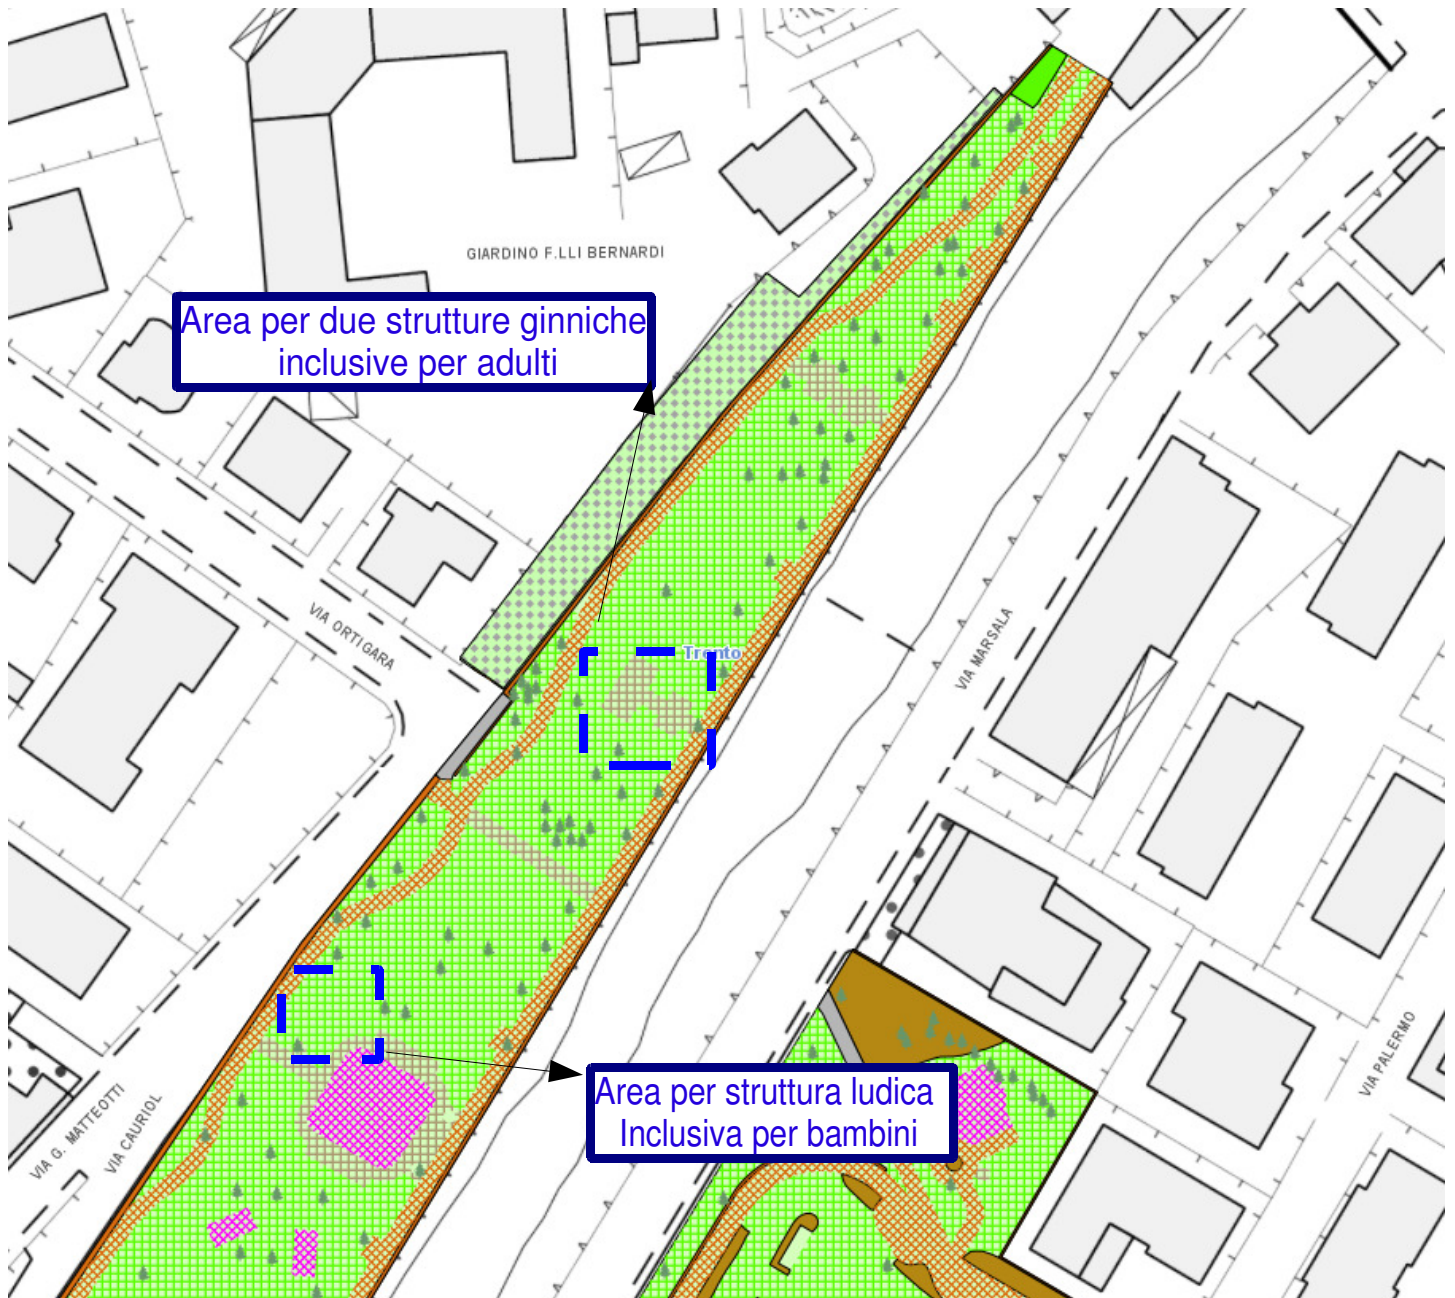 GIARDINO F.LLI BERNARDI
Area per due strutture ginniche
inclusive per adulti
VIA ORTIGARA
Trento
VIA MARSALA
VIA PALERMO
Area per struttura ludica
Inclusiva per bambini
VIA G. MATTEOTTI
VIA CAURIOL